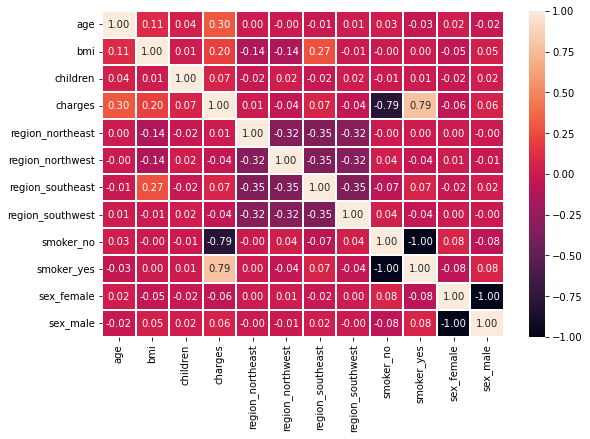 age 1.00 0.11 0.04 0.30 0.00 -0.00 -0.01 0.01 0.03 -0.03 0.02 -0.02
bmi 0.11 1.00 0.01 0.20 -0.14 -0.14 0.27 -0.01 -0.00 0.00 -0.05 0.05
children 0.04 0.01 1.00 0.07 -0.02 0.02 -0.02 0.02 -0.01 0.01 -0.02 0.02
charges 0.30 0.20 0.07 1.00 0.01 -0.04 0.07 -0.04 -0.79 0.79 -0.06 0.06
region_northeast 0.00 -0.14 -0.02 0.01 1.00 -0.32 -0.35 -0.32 -0.00 0.00 0.00 -0.00
region_northwest -0.00 -0.14 0.02 -0.04 -0.32 1.00 -0.35 -0.32 0.04 -0.04 0.01 -0.01
region_southeast -0.01 0.27 -0.02 0.07 -0.35 -0.35 1.00 -0.35 -0.07 0.07 -0.02 0.02
region_southwest 0.01 -0.01 0.02 -0.04 -0.32 -0.32 -0.35 1.00 0.04 -0.04 0.00 -0.00
smoker_no 0.03 -0.00 -0.01 -0.79 -0.00 0.04 -0.07 0.04 1.00 -1.00 0.08 -0.08
smoker_yes -0.03 0.00 0.01 0.79 0.00 -0.04 0.07 -0.04 -1.00 1.00 -0.08 0.08
sex_female 0.02 -0.05 -0.02 -0.06 0.00 0.01 -0.02 0.00 0.08 -0.08 1.00 -1.00
sex_male -0.02 0.05 0.02 0.06 -0.00 -0.01 0.02 -0.00 -0.08 0.08 -1.00 1.00
age
bmi
children
charges
region_northeast
region_northwest
region_southeast
region_southwest
smoker_no
smoker_yes
sex_female
sex_male
1.00
0.75
0.50
0.25
0.00
-0.25
-0.50
-0.75
-1.00